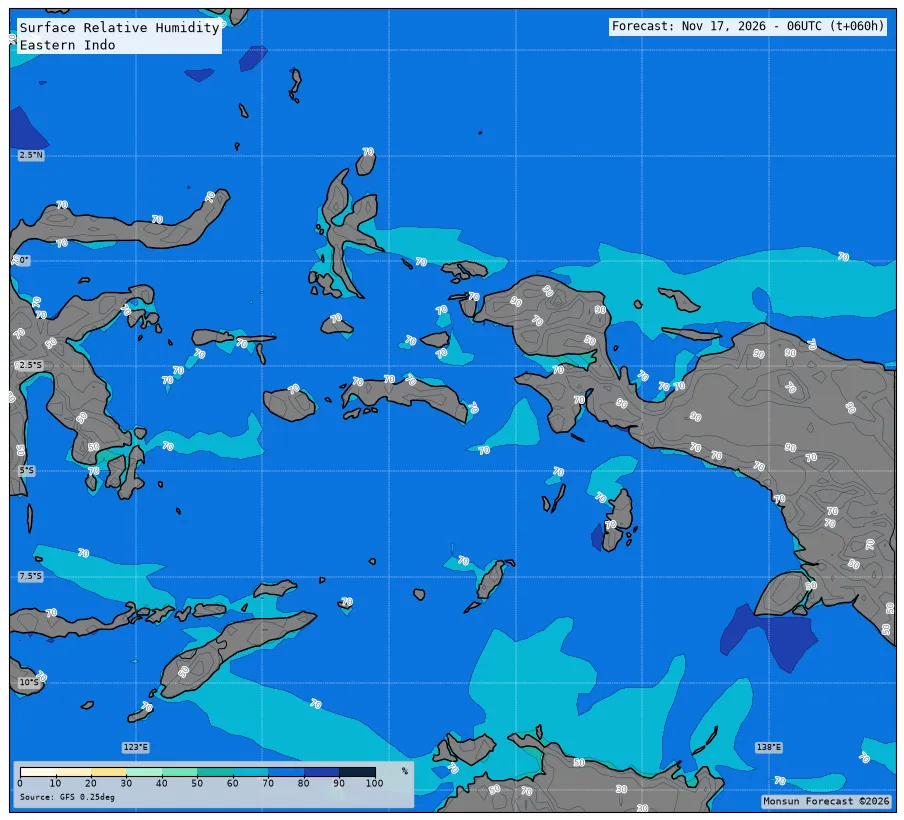 Surface Relative Humidity
Eastern Indo
Forecast: Nov 17, 2026 - 06UTC (t+060h)
2.5°N
0°
2.5°S
5°S
7.5°S
10°S
123°E
138°E
0 10 20 30 40 50 60 70 80 90 100 %
Source: GFS 0.25deg
Monsun Forecast ©2026